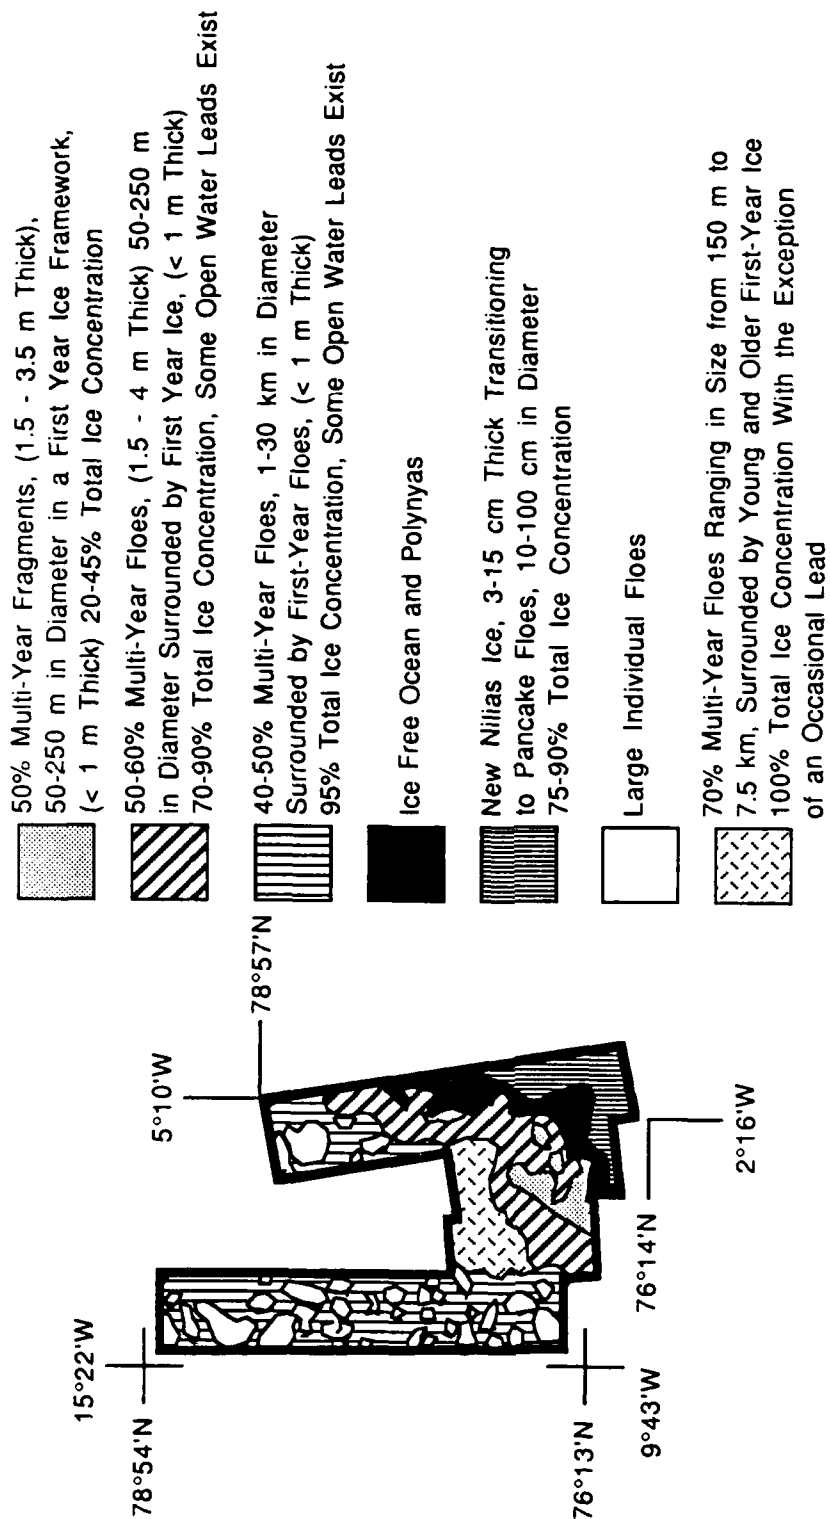 50% Multi-Year Fragments, (1.5 - 3.5 m Thick),
50-250 m in Diameter in a First Year Ice Framework,
(< 1 m Thick) 20-45% Total Ice Concentration
50-60% Multi-Year Floes, (1.5 - 4 m Thick) 50-250 m
in Diameter Surrounded by First Year Ice, (< 1 m Thick)
70-90% Total Ice Concentration, Some Open Water Leads Exist
40-50% Multi-Year Floes, 1-30 km in Diameter
Surrounded by First-Year Floes, (< 1 m Thick)
95% Total Ice Concentration, Some Open Water Leads Exist
Ice Free Ocean and Polynyas
New Nilias Ice, 3-15 cm Thick Transitioning
to Pancake Floes, 10-100 cm in Diameter
75-90% Total Ice Concentration
Large Individual Floes
70% Multi-Year Floes Ranging in Size from 150 m to
7.5 km, Surrounded by Young and Older First-Year Ice
100% Total Ice Concentration With the Exception
of an Occasional Lead
78°57'N
5°10'W
15°22'W
78°54'N
2°16'W
76°14'N
9°43'W
76°13'N